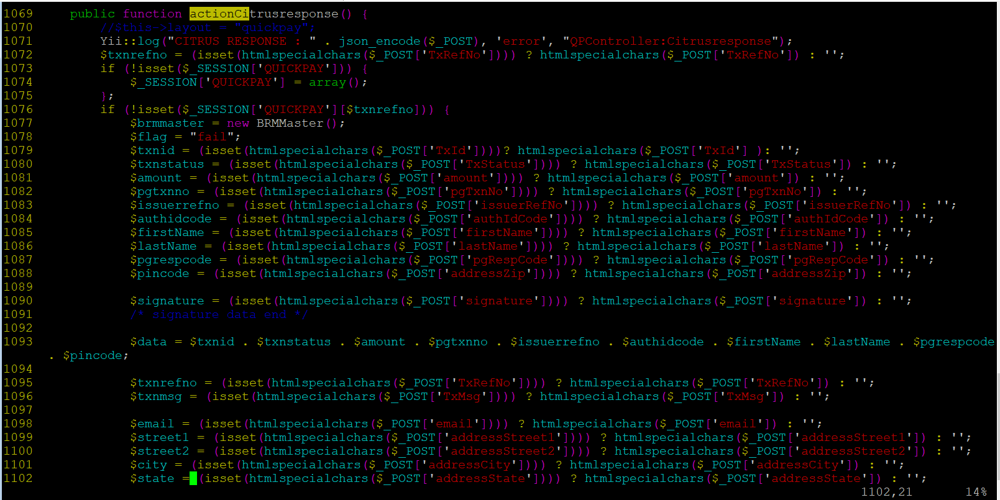 1069     public function actionCitrusresponse() {
1070         //$this->layout = "quickpay";
1071         Yii::log("CITRUS RESPONSE : " . json_encode($_POST), 'error', "QPController:Citrusresponse");
1072         $txnrefno = (isset(htmlspecialchars($_POST['TxRefNo']))) ? htmlspecialchars($_POST['TxRefNo']) : '';
1073         if (!isset($_SESSION['QUICKPAY'])) {
1074             $_SESSION['QUICKPAY'] = array();
1075         };
1076         if (!isset($_SESSION['QUICKPAY'][$txnrefno])) {
1077             $brmmaster = new BRMMaster();
1078             $flag = "fail";
1079             $txnid = (isset(htmlspecialchars($_POST['TxId'])))? htmlspecialchars($_POST['TxId'] ): '';
1080             $txnstatus = (isset(htmlspecialchars($_POST['TxStatus']))) ? htmlspecialchars($_POST['TxStatus']) : '';
1081             $amount = (isset(htmlspecialchars($_POST['amount']))) ? htmlspecialchars($_POST['amount']) : '';
1082             $pgtxnno = (isset(htmlspecialchars($_POST['pgTxnNo']))) ? htmlspecialchars($_POST['pgTxnNo']) : '';
1083             $issuerrefno = (isset(htmlspecialchars($_POST['issuerRefNo']))) ? htmlspecialchars($_POST['issuerRefNo']) : '';
1084             $authidcode = (isset(htmlspecialchars($_POST['authIdCode']))) ? htmlspecialchars($_POST['authIdCode']) : '';
1085             $firstName = (isset(htmlspecialchars($_POST['firstName']))) ? htmlspecialchars($_POST['firstName']) : '';
1086             $lastName = (isset(htmlspecialchars($_POST['lastName']))) ? htmlspecialchars($_POST['lastName']) : '';
1087             $pgrespcode = (isset(htmlspecialchars($_POST['pgRespCode']))) ? htmlspecialchars($_POST['pgRespCode']) : '';
1088             $pincode = (isset(htmlspecialchars($_POST['addressZip']))) ? htmlspecialchars($_POST['addressZip']) : '';
1089
1090             $signature = (isset(htmlspecialchars($_POST['signature']))) ? htmlspecialchars($_POST['signature']) : '';
1091             /* signature data end */
1092
1093             $data = $txnid . $txnstatus . $amount . $pgtxnno . $issuerrefno . $authidcode . $firstName . $lastName . $pgrespcode
. $pincode;
1094
1095             $txnrefno = (isset(htmlspecialchars($_POST['TxRefNo']))) ? htmlspecialchars($_POST['TxRefNo']) : '';
1096             $txnmsg = (isset(htmlspecialchars($_POST['TxMsg']))) ? htmlspecialchars($_POST['TxMsg']) : '';
1097
1098             $email = (isset(htmlspecialchars($_POST['email']))) ? htmlspecialchars($_POST['email']) : '';
1099             $street1 = (isset(htmlspecialchars($_POST['addressStreet1']))) ? htmlspecialchars($_POST['addressStreet1']) : '';
1100             $street2 = (isset(htmlspecialchars($_POST['addressStreet2']))) ? htmlspecialchars($_POST['addressStreet2']) : '';
1101             $city = (isset(htmlspecialchars($_POST['addressCity']))) ? htmlspecialchars($_POST['addressCity']) : '';
1102             $state = (isset(htmlspecialchars($_POST['addressState']))) ? htmlspecialchars($_POST['addressState']) : '';
1102,21 14%